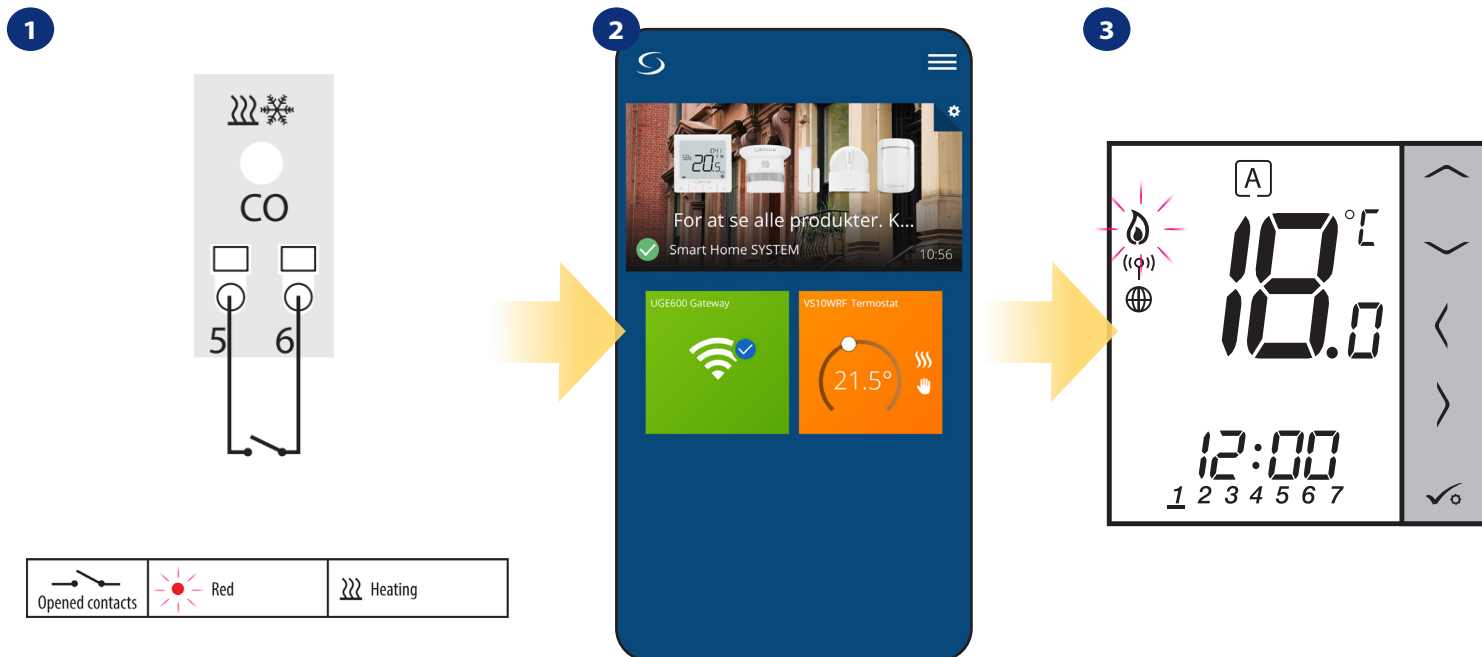 1
CO
5 6
Opened contacts
Red
Heating
2
For at se alle produkter. K...
Smart Home SYSTEM
10:56
UGE600 Gateway
VS10WRF Termostat
21.5°
3
A
18.0 °C
12:00
1 2 3 4 5 6 7